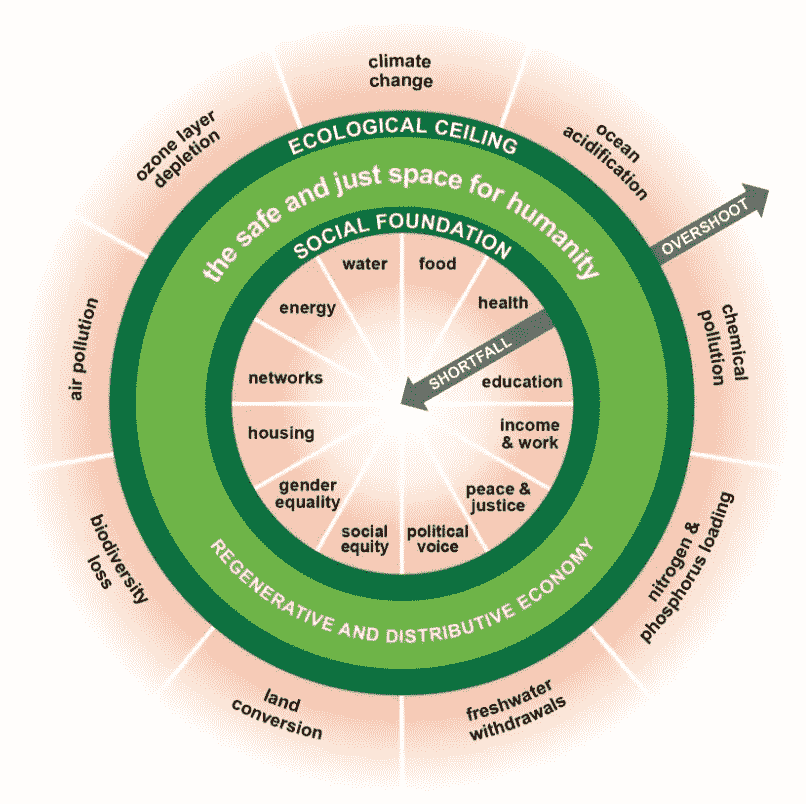 climate
change
ocean
acidification
chemical
pollution
nitrogen &
phosphorus loading
freshwater
withdrawals
land
conversion
biodiversity
loss
air pollution
ozone layer
depletion
OVERSHOOT
ECOLOGICAL CEILING
the safe and just space for humanity
SOCIAL FOUNDATION
water
food
health
SHORTFALL
education
income
& work
peace &
justice
political
voice
social
equity
gender
equality
housing
networks
energy
REGENERATIVE AND DISTRIBUTIVE ECONOMY